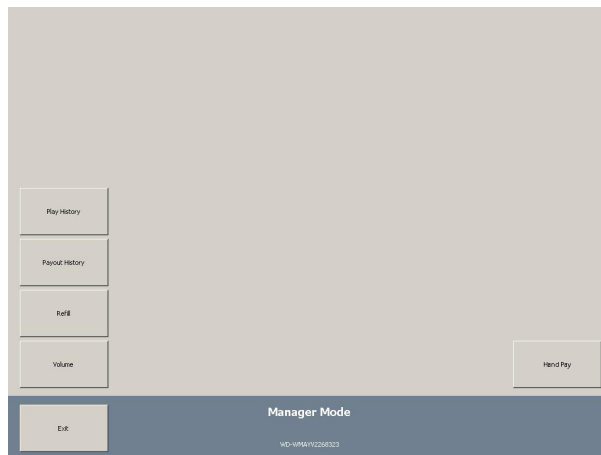 Play History
Payout History
Refill
Volume
Hand Pay
Manager Mode
Exit
WD-WMAYV2268323